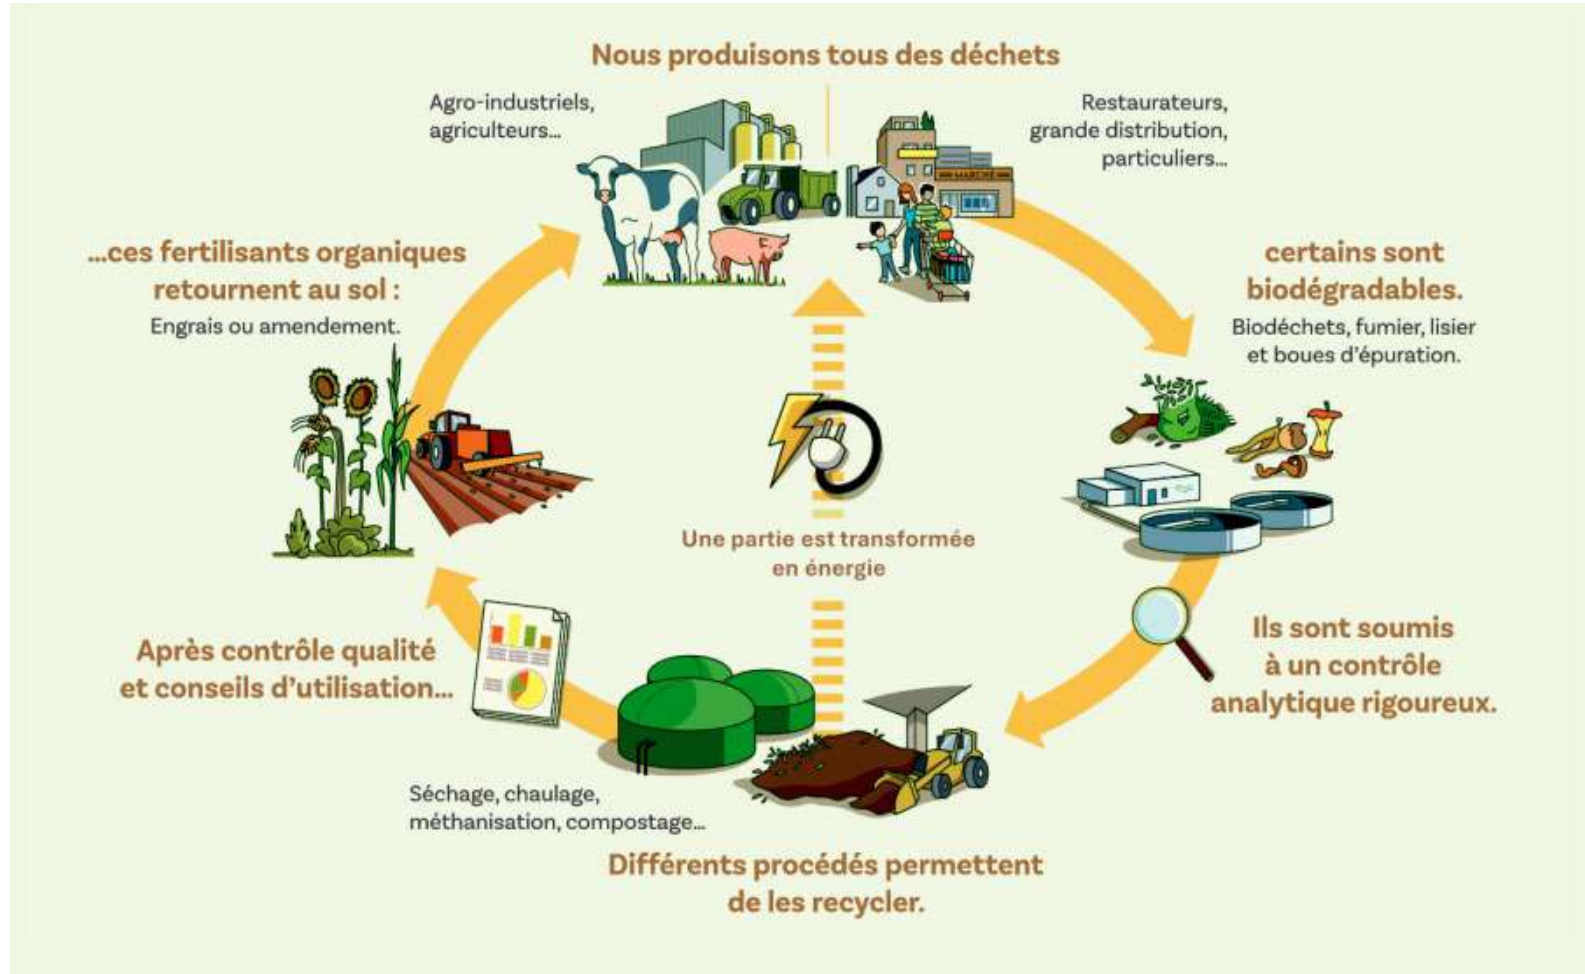 Nous produisons tous des déchets
Agro-industriels,
agriculteurs...
Restaurateurs,
grande distribution,
particuliers...
MARCHÉ
certains sont
biodégradables.
Biodéchets, fumier, lisier
et boues d'épuration.
Ils sont soumis
à un contrôle
analytique rigoureux.
Différents procédés permettent
de les recycler.
Séchage, chaulage,
méthanisation, compostage...
Une partie est transformée
en énergie
Après contrôle qualité
et conseils d'utilisation...
...ces fertilisants organiques
retournent au sol :
Engrais ou amendement.